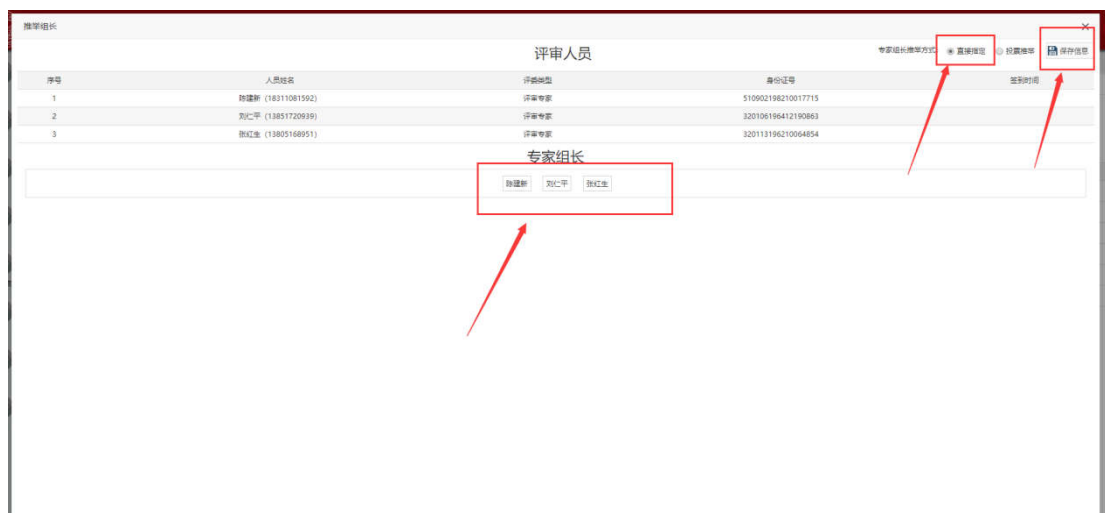 推举组长
评审人员
专家组长推举方式 直接指定 投票推举 保存信息
序号 人员姓名 评委类型 身份证号 签到时间
1 陈建新 (18311081592) 评审专家 510902198210017715
2 刘仁平 (13851720939) 评审专家 320106196412190863
3 张红生 (13805168951) 评审专家 320113196210064854
专家组长
陈建新 刘仁平 张红生